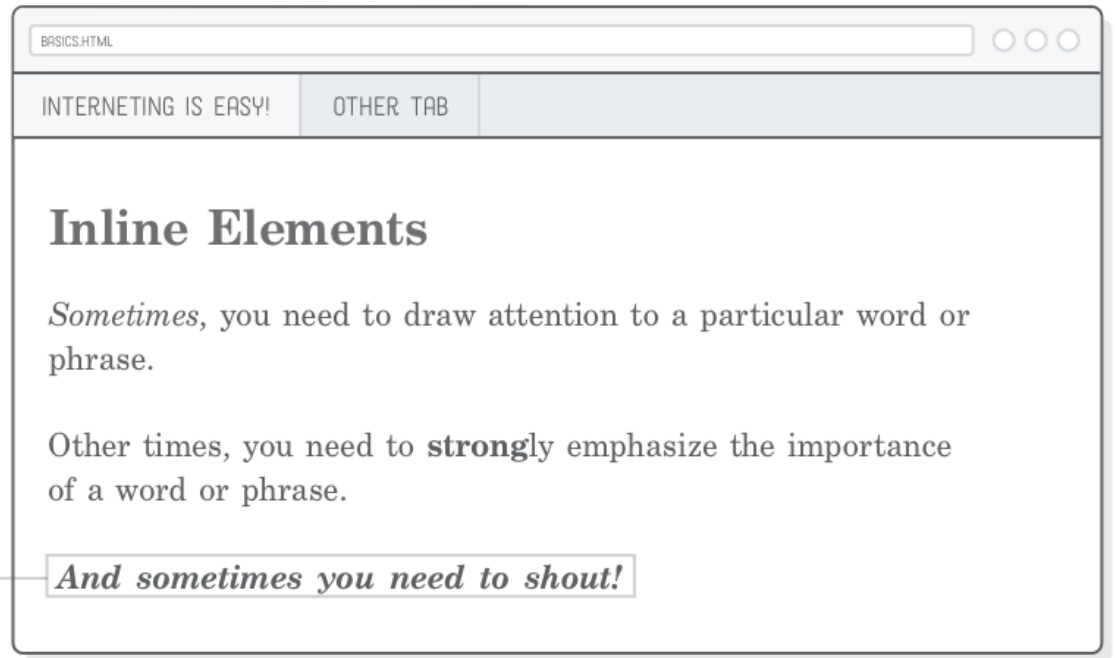 BASICS.HTML
INTERNETING IS EASY!
OTHER TAB
Inline Elements
Sometimes, you need to draw attention to a particular word or
phrase.
Other times, you need to strongly emphasize the importance
of a word or phrase.
And sometimes you need to shout!